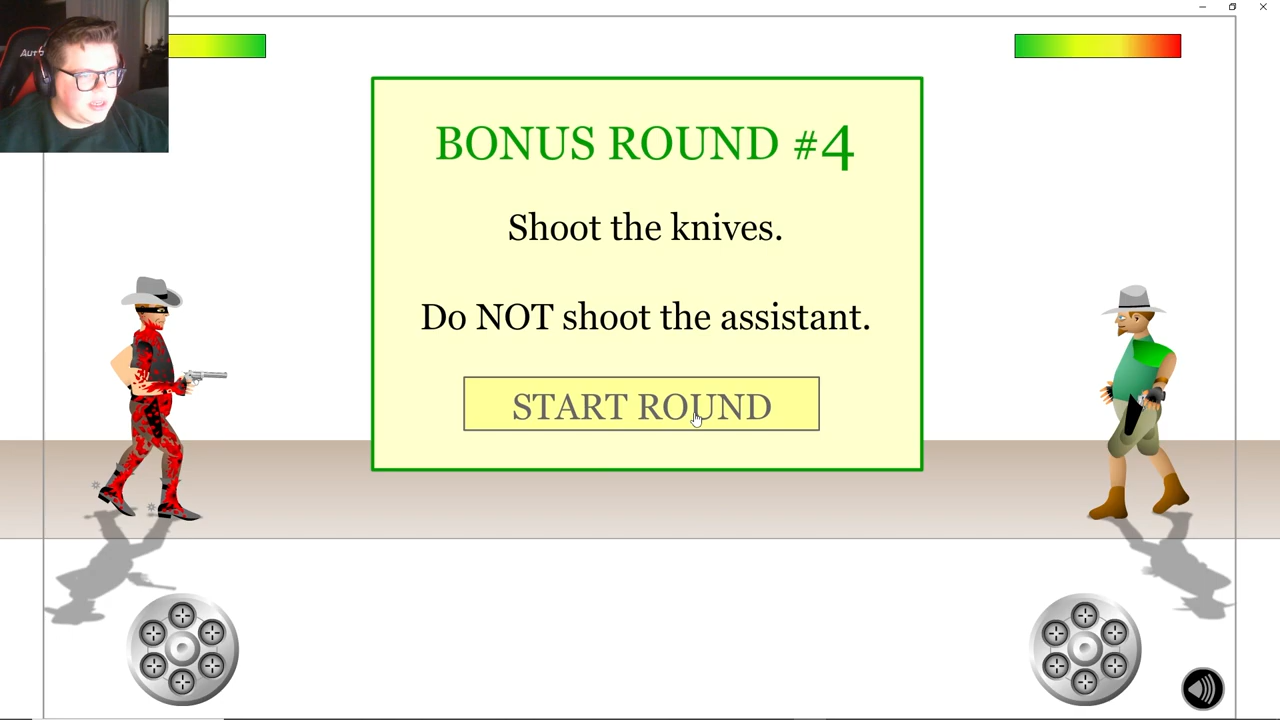 BONUS ROUND #4
Shoot the knives.
Do NOT shoot the assistant.
START ROUND